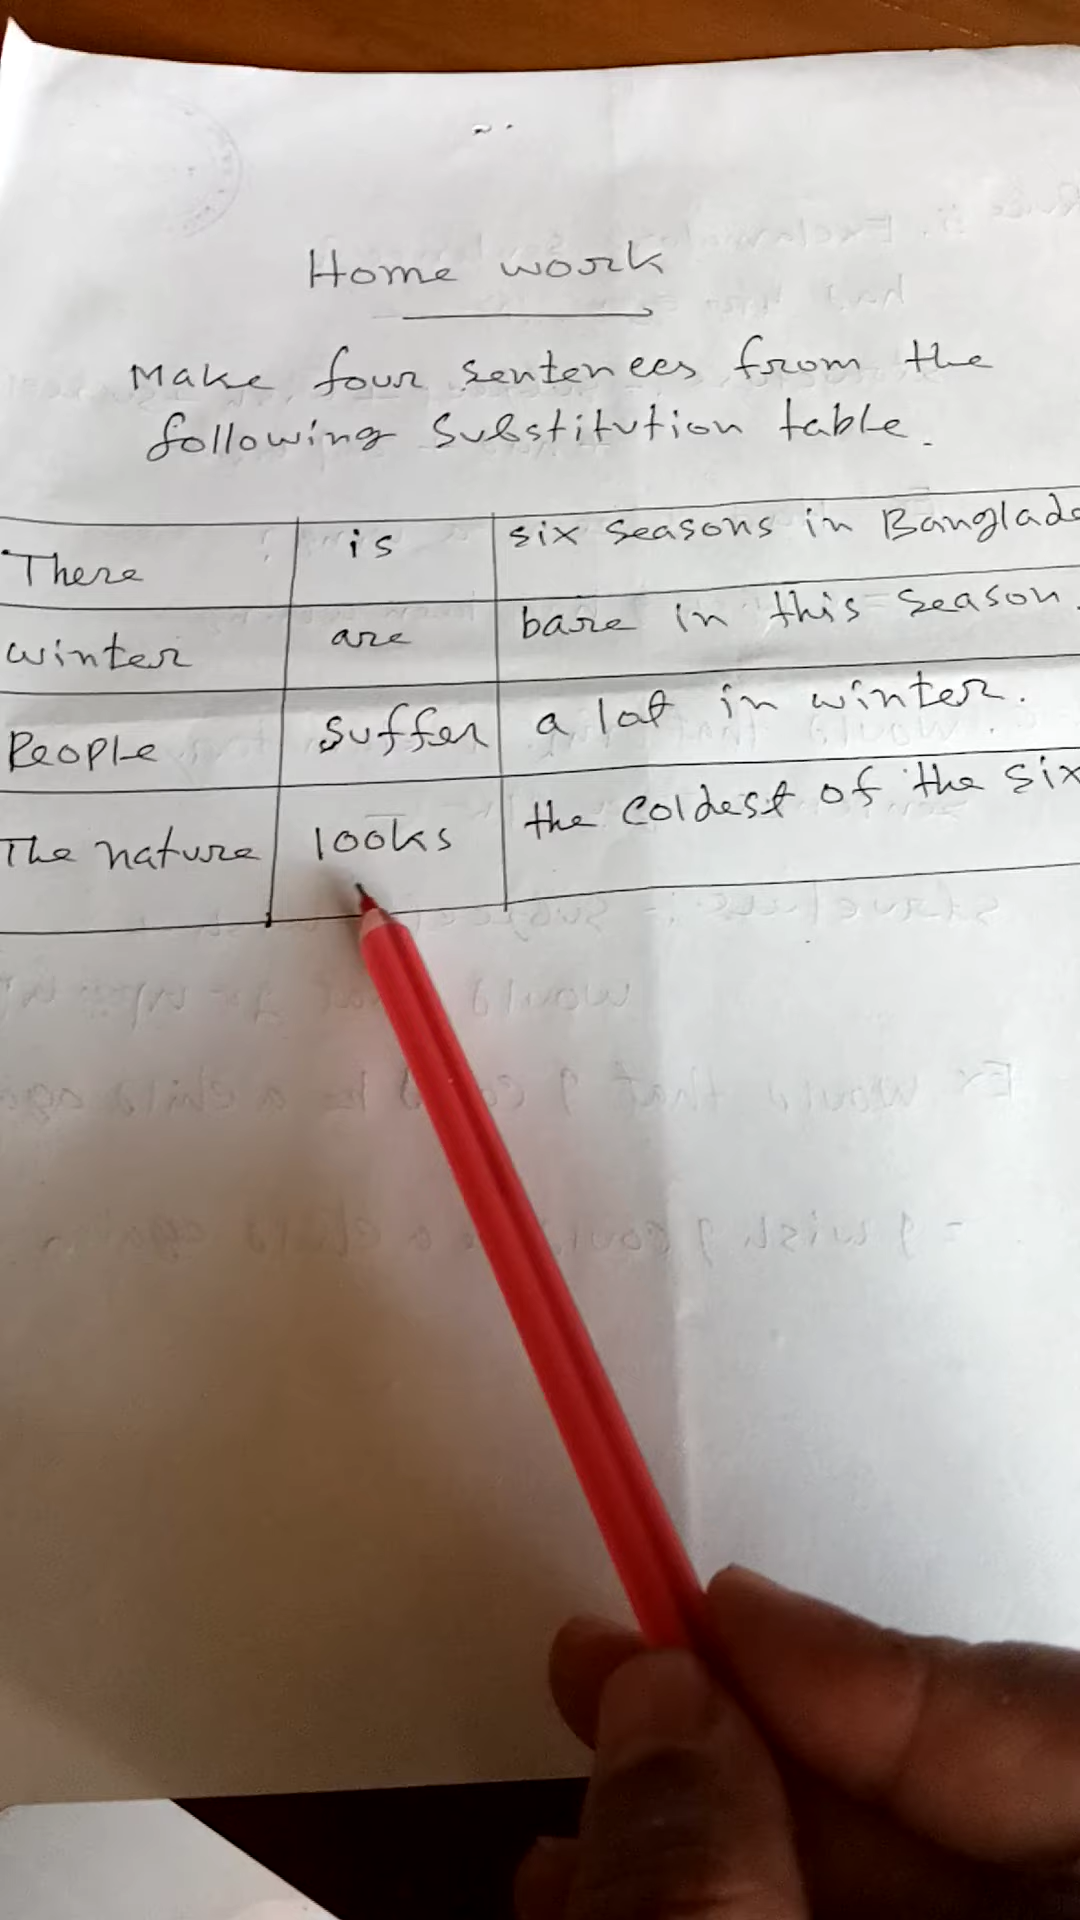 Home work
Make four sentences from the
following Substitution table.
There is six seasons in Banglade
winter are bare in this season.
People suffer a lot in winter.
The nature looks the coldest of the six